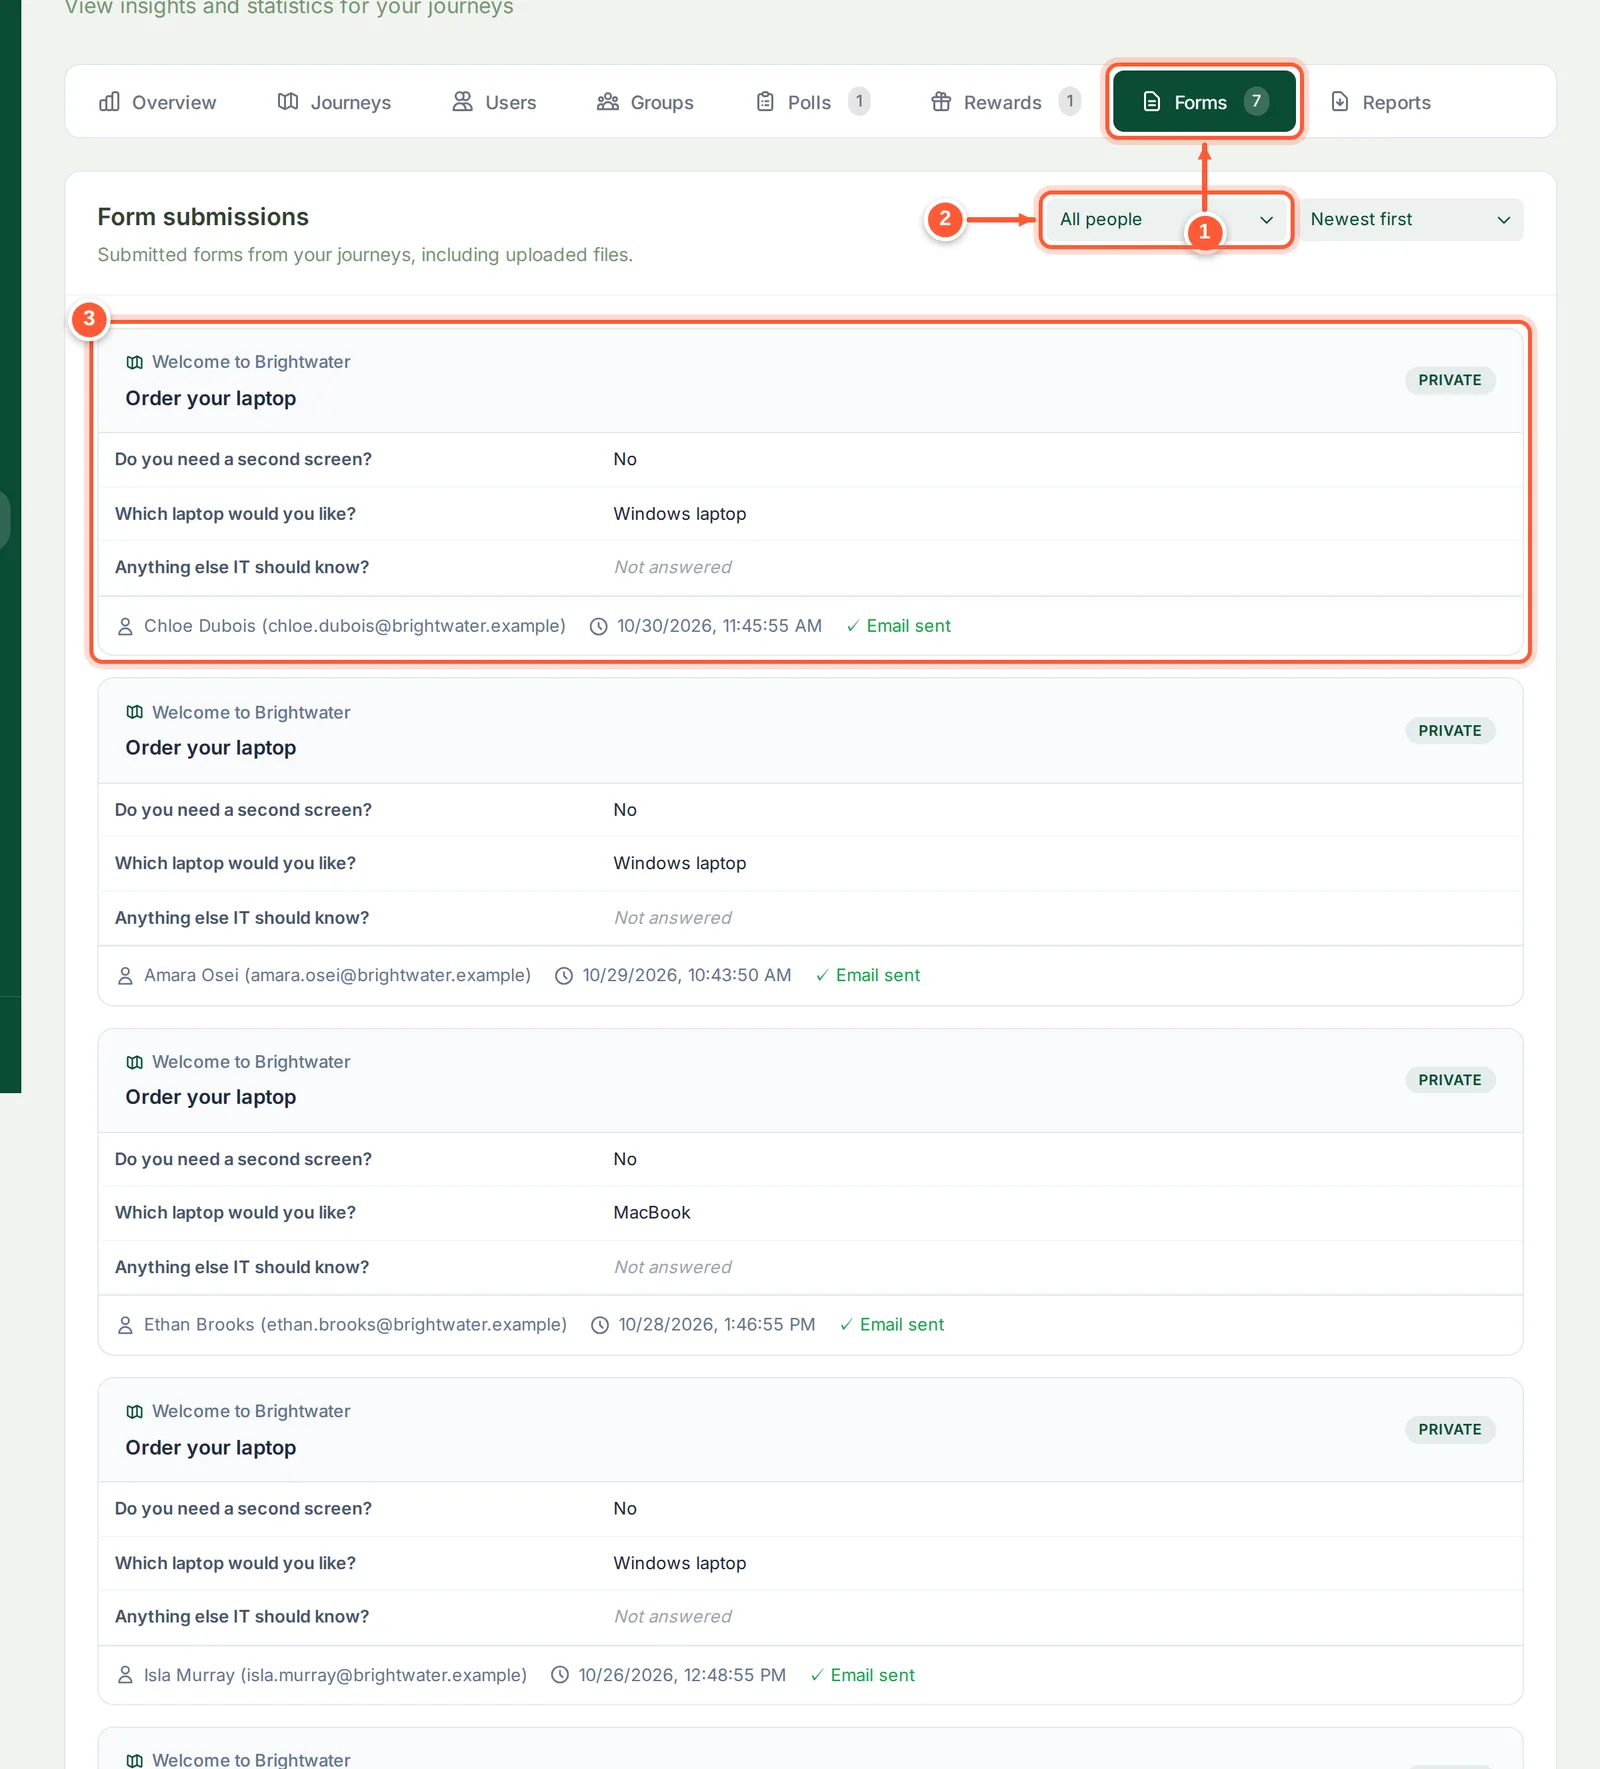 View insights and statistics for your journeys
Overview Journeys Users Groups Polls 1 Rewards 1 Forms 7 Reports
Form submissions
2 All people 1 Newest first
Submitted forms from your journeys, including uploaded files.
3
Welcome to Brightwater
Order your laptop PRIVATE
Do you need a second screen? No
Which laptop would you like? Windows laptop
Anything else IT should know? Not answered
Chloe Dubois (chloe.dubois@brightwater.example) 10/30/2026, 11:45:55 AM ✓ Email sent
Welcome to Brightwater
Order your laptop PRIVATE
Do you need a second screen? No
Which laptop would you like? Windows laptop
Anything else IT should know? Not answered
Amara Osei (amara.osei@brightwater.example) 10/29/2026, 10:43:50 AM ✓ Email sent
Welcome to Brightwater
Order your laptop PRIVATE
Do you need a second screen? No
Which laptop would you like? MacBook
Anything else IT should know? Not answered
Ethan Brooks (ethan.brooks@brightwater.example) 10/28/2026, 1:46:55 PM ✓ Email sent
Welcome to Brightwater
Order your laptop PRIVATE
Do you need a second screen? No
Which laptop would you like? Windows laptop
Anything else IT should know? Not answered
Isla Murray (isla.murray@brightwater.example) 10/26/2026, 12:48:55 PM ✓ Email sent
Welcome to Brightwater